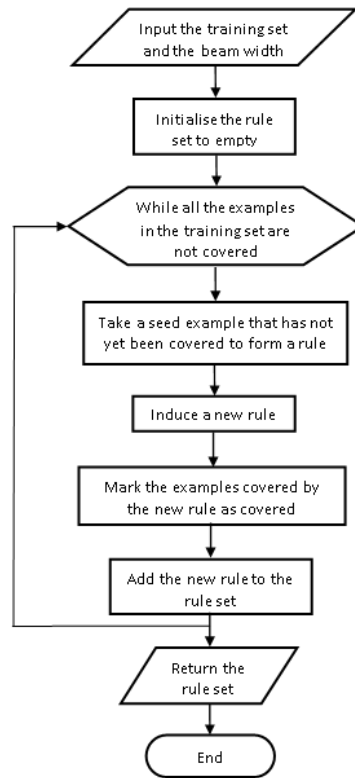 Input the training set
and the beam width
Initialise the rule
set to empty
While all the examples
in the training set are
not covered
Take a seed example that has not
yet been covered to form a rule
Induce a new rule
Mark the examples covered by
the new rule as covered
Add the new rule to the
rule set
Return the
rule set
End